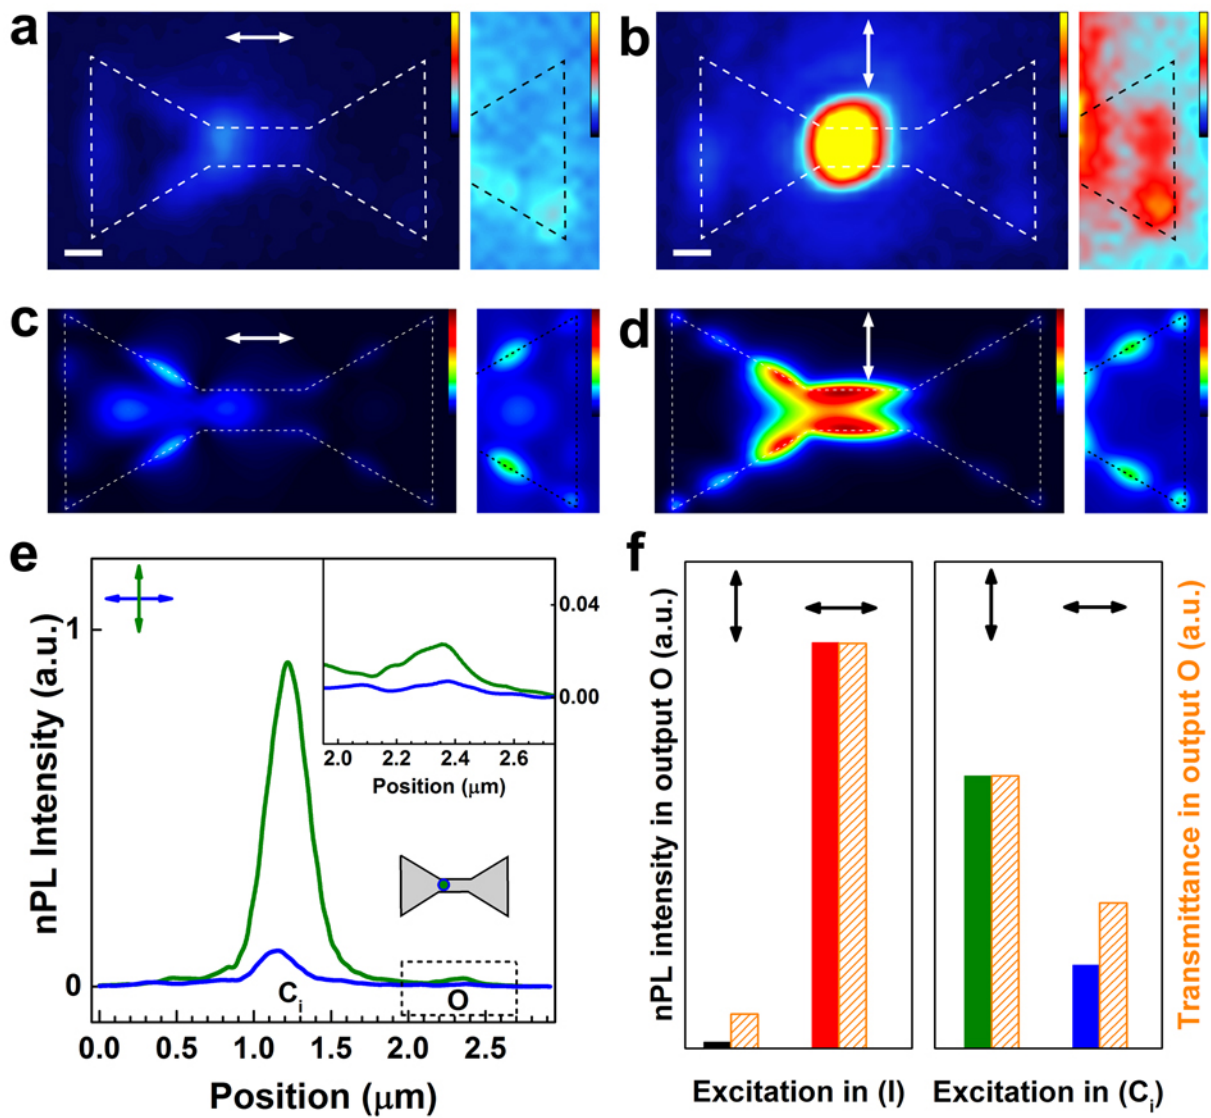 a
b
c
d
e
nPL Intensity (a.u.)
1
0
0.04
0.00
2.0 2.2 2.4 2.6
Position (μm)
C_i
O
0.0 0.5 1.0 1.5 2.0 2.5
Position (μm)
f
nPL intensity in output O (a.u.)
Transmittance in output O (a.u.)
Excitation in (I)
Excitation in (C_i)